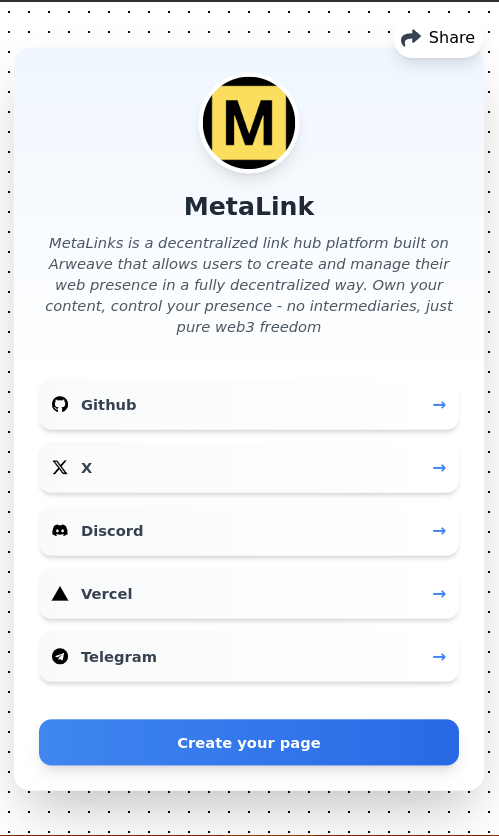 Share
M
MetaLink
MetaLinks is a decentralized link hub platform built on
Arweave that allows users to create and manage their
web presence in a fully decentralized way. Own your
content, control your presence - no intermediaries, just
pure web3 freedom
Github →
X →
Discord →
Vercel →
Telegram →
Create your page